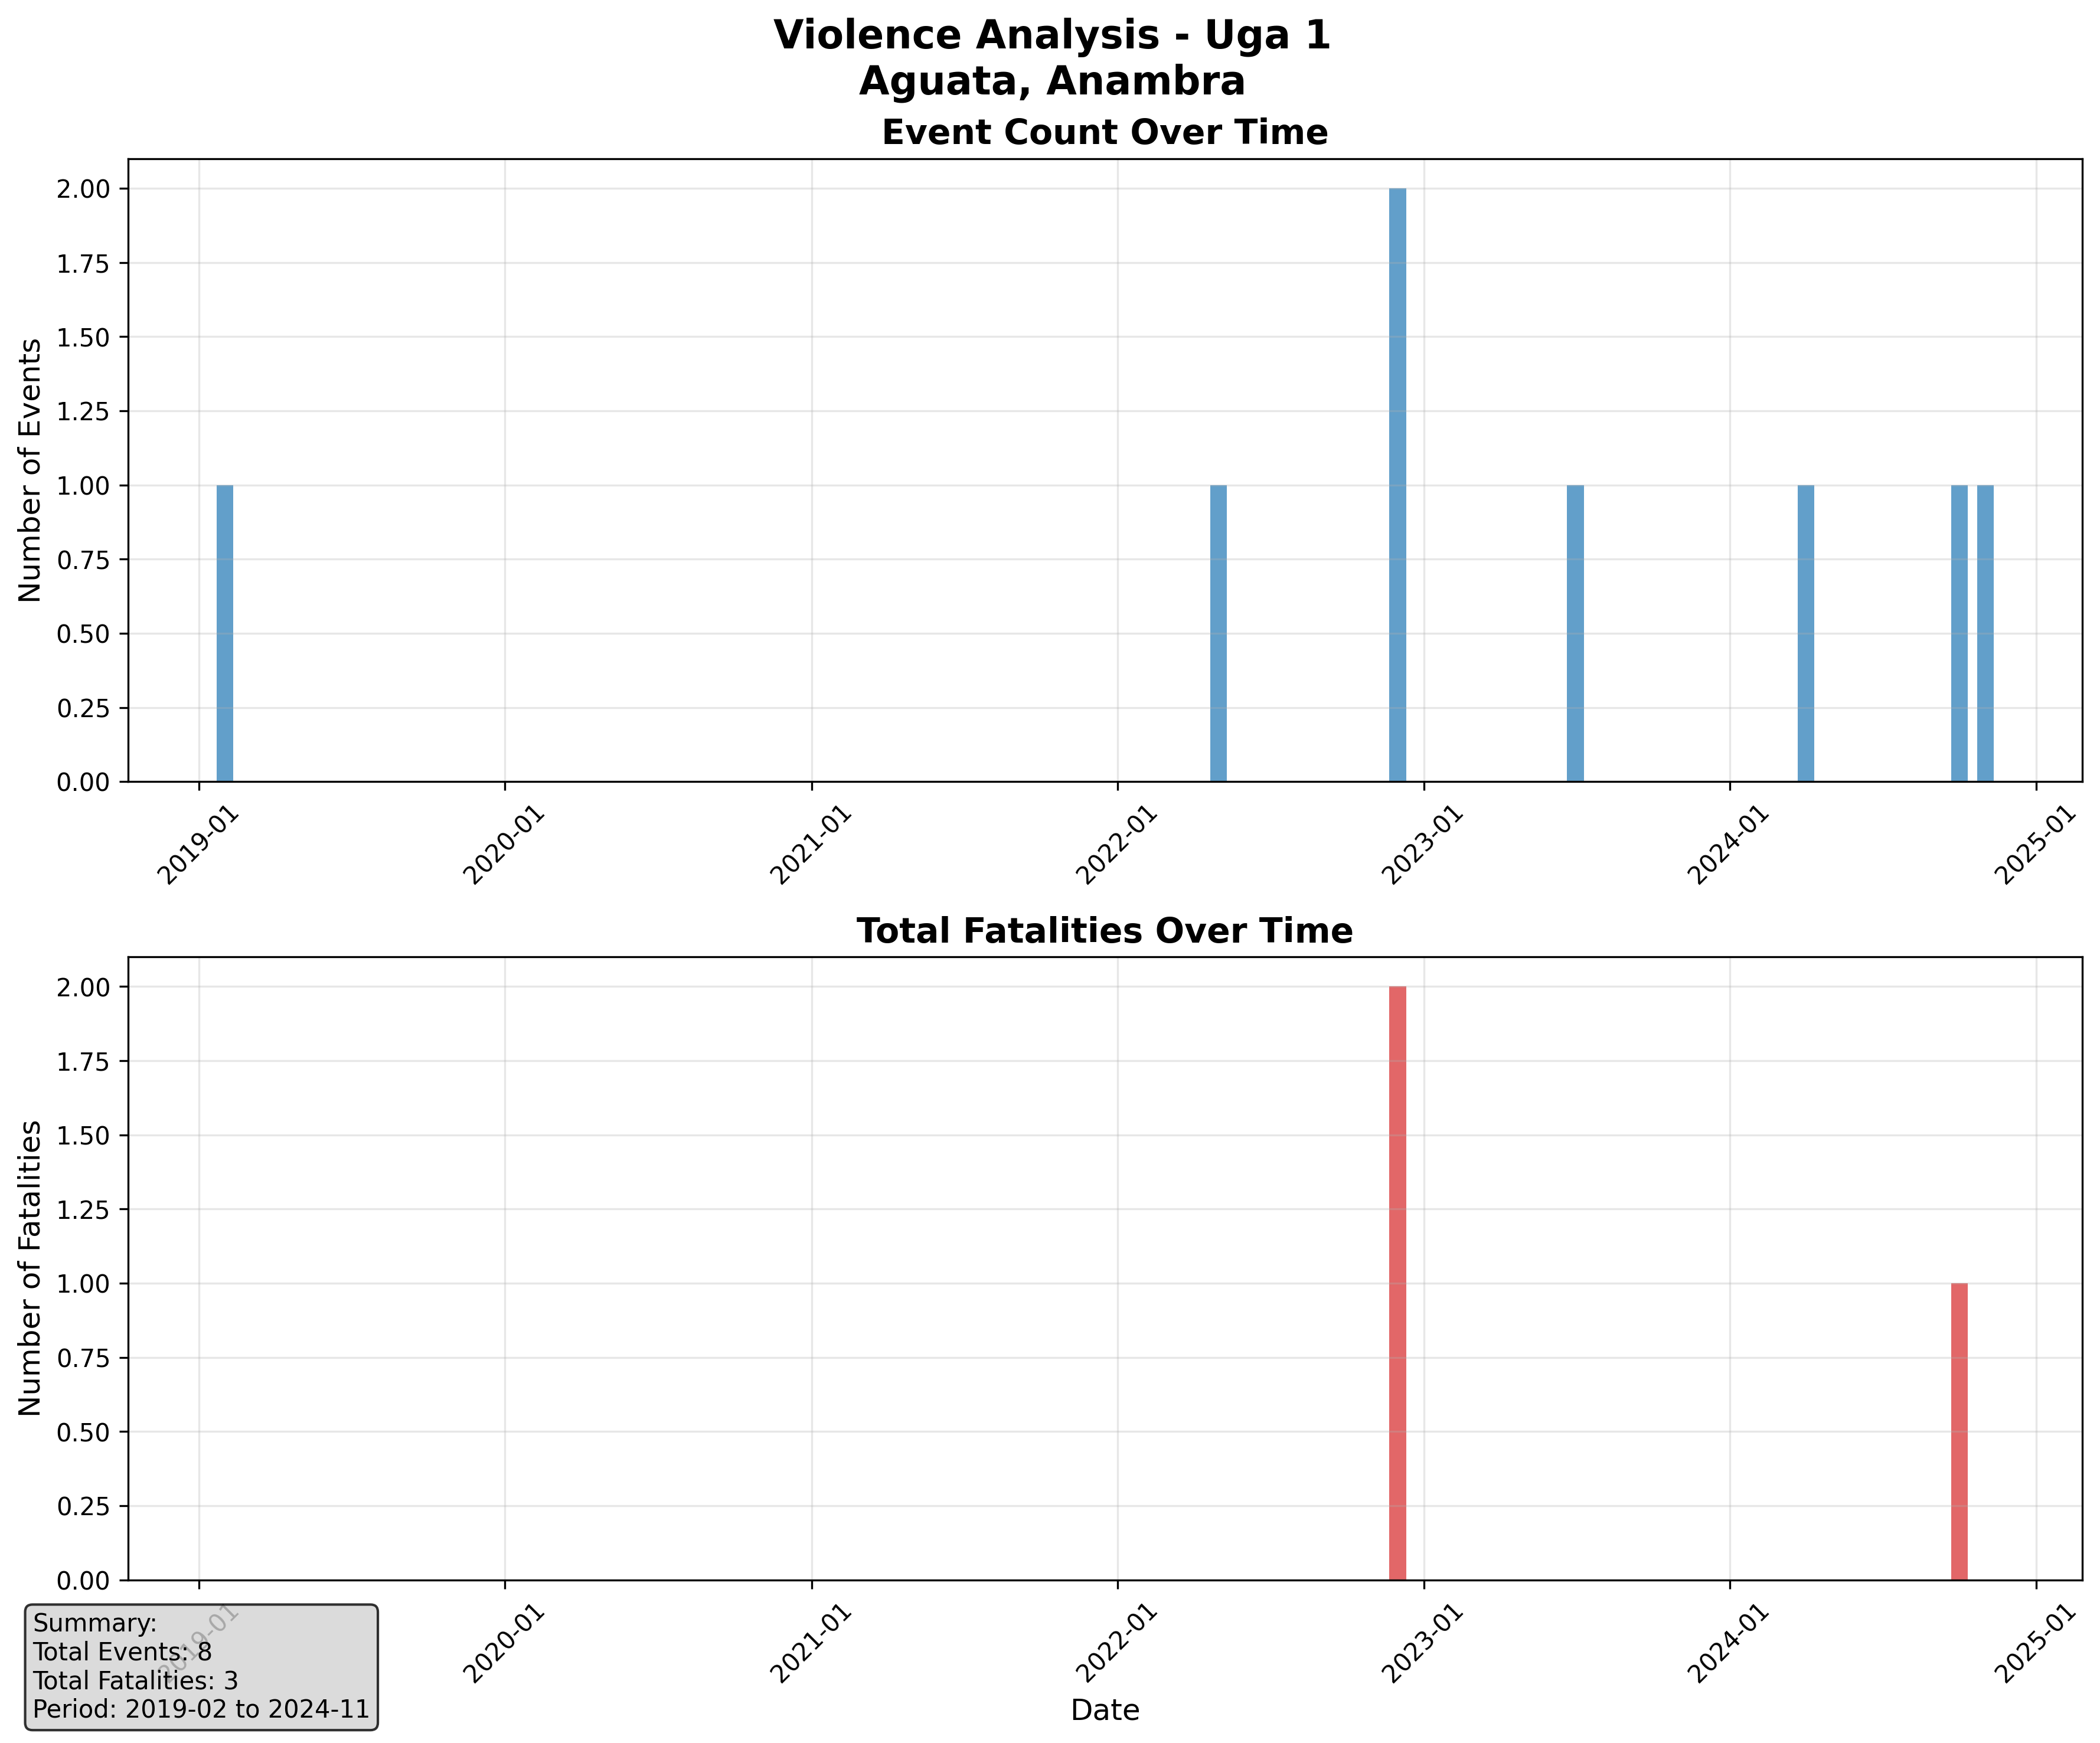 Violence Analysis - Uga 1
Aguata, Anambra
Event Count Over Time
Number of Events
2.00
1.75
1.50
1.25
1.00
0.75
0.50
0.25
0.00
2019-01
2020-01
2021-01
2022-01
2023-01
2024-01
2025-01
Total Fatalities Over Time
Number of Fatalities
2.00
1.75
1.50
1.25
1.00
0.75
0.50
0.25
0.00
2019-01
2020-01
2021-01
2022-01
2023-01
2024-01
2025-01
Date
Summary:
Total Events: 8
Total Fatalities: 3
Period: 2019-02 to 2024-11